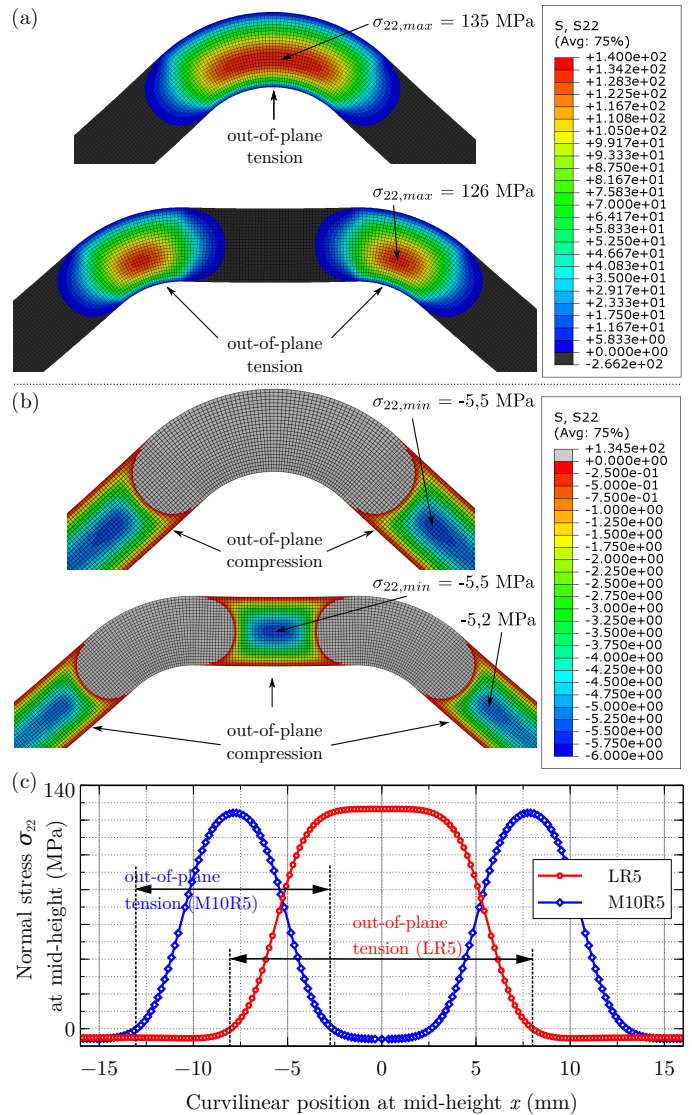 (a)
σ22,max = 135 MPa
out-of-plane
tension
σ22,max = 126 MPa
out-of-plane
tension
S, S22
(Avg: 75%)
+1.400e+02
+1.342e+02
+1.283e+02
+1.225e+02
+1.167e+02
+1.108e+02
+1.050e+02
+9.917e+01
+9.333e+01
+8.750e+01
+8.167e+01
+7.583e+01
+7.000e+01
+6.417e+01
+5.833e+01
+5.250e+01
+4.667e+01
+4.083e+01
+3.500e+01
+2.917e+01
+2.333e+01
+1.750e+01
+1.167e+01
+5.833e+00
+0.000e+00
-2.662e+02
(b)
σ22,min = -5,5 MPa
out-of-plane
compression
σ22,min = -5,5 MPa
-5,2 MPa
out-of-plane
compression
S, S22
(Avg: 75%)
+1.345e+02
+0.000e+00
-2.500e-01
-5.000e-01
-7.500e-01
-1.000e+00
-1.250e+00
-1.500e+00
-1.750e+00
-2.000e+00
-2.250e+00
-2.500e+00
-2.750e+00
-3.000e+00
-3.250e+00
-3.500e+00
-3.750e+00
-4.000e+00
-4.250e+00
-4.500e+00
-4.750e+00
-5.000e+00
-5.250e+00
-5.500e+00
-5.750e+00
-6.000e+00
(c)
Normal stress σ22
at mid-height (MPa)
140
0
out-of-plane
tension (M10R5)
out-of-plane
tension (LR5)
LR5
M10R5
−15 −10 −5 0 5 10 15
Curvilinear position at mid-height x (mm)